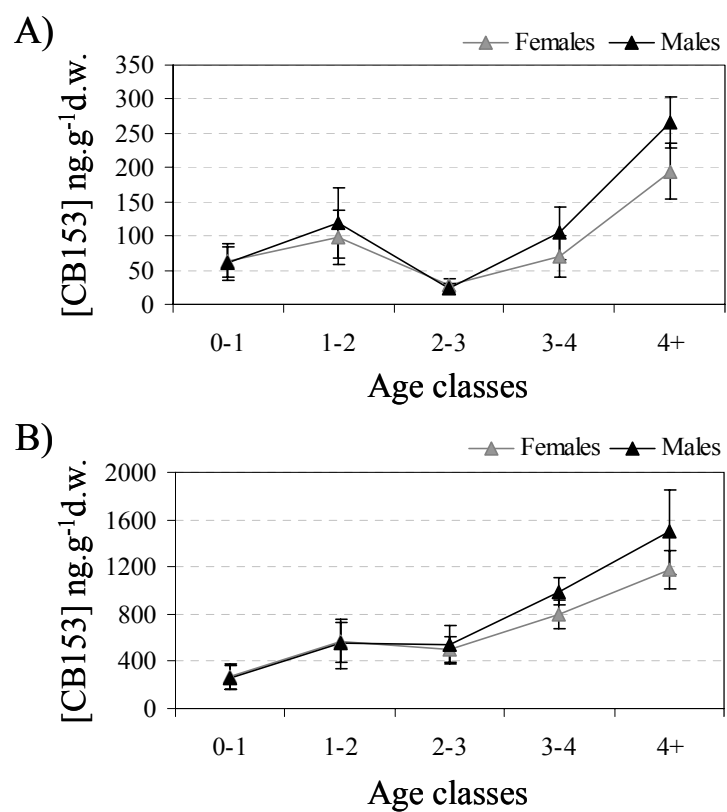 A)
Females Males
[CB153] ng.g⁻¹d.w.
350
300
250
200
150
100
50
0
0-1 1-2 2-3 3-4 4+
Age classes
B)
Females Males
[CB153] ng.g⁻¹d.w.
2000
1600
1200
800
400
0
0-1 1-2 2-3 3-4 4+
Age classes